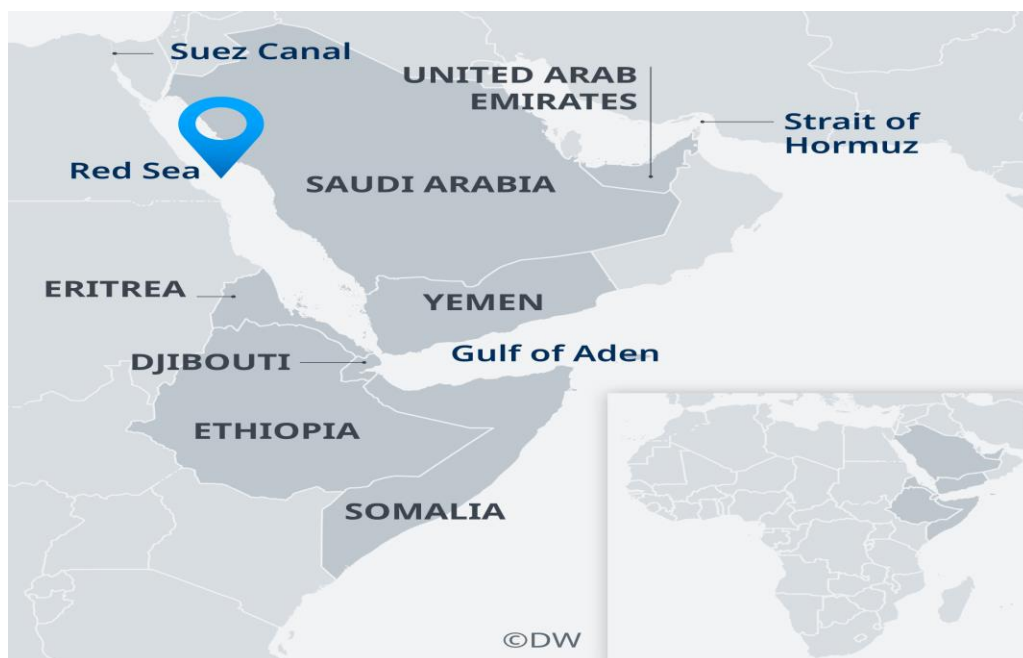 Suez Canal
UNITED ARAB
EMIRATES
Strait of
Hormuz
Red Sea
SAUDI ARABIA
ERITREA
YEMEN
DJIBOUTI
Gulf of Aden
ETHIOPIA
SOMALIA
©DW